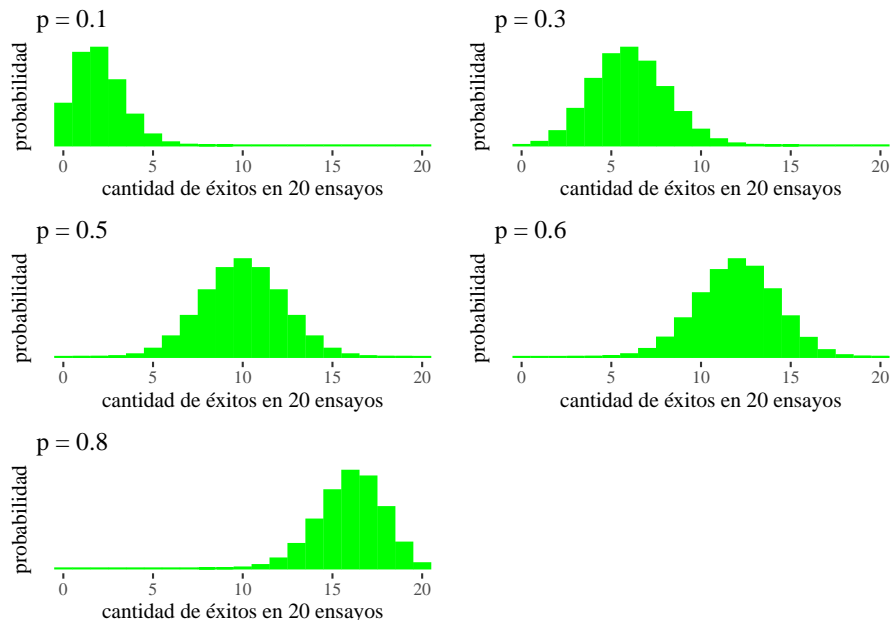 p = 0.1
probabilidad
0 5 10 15 20
cantidad de éxitos en 20 ensayos
p = 0.3
probabilidad
0 5 10 15 20
cantidad de éxitos en 20 ensayos
p = 0.5
probabilidad
0 5 10 15 20
cantidad de éxitos en 20 ensayos
p = 0.6
probabilidad
0 5 10 15 20
cantidad de éxitos en 20 ensayos
p = 0.8
probabilidad
0 5 10 15 20
cantidad de éxitos en 20 ensayos